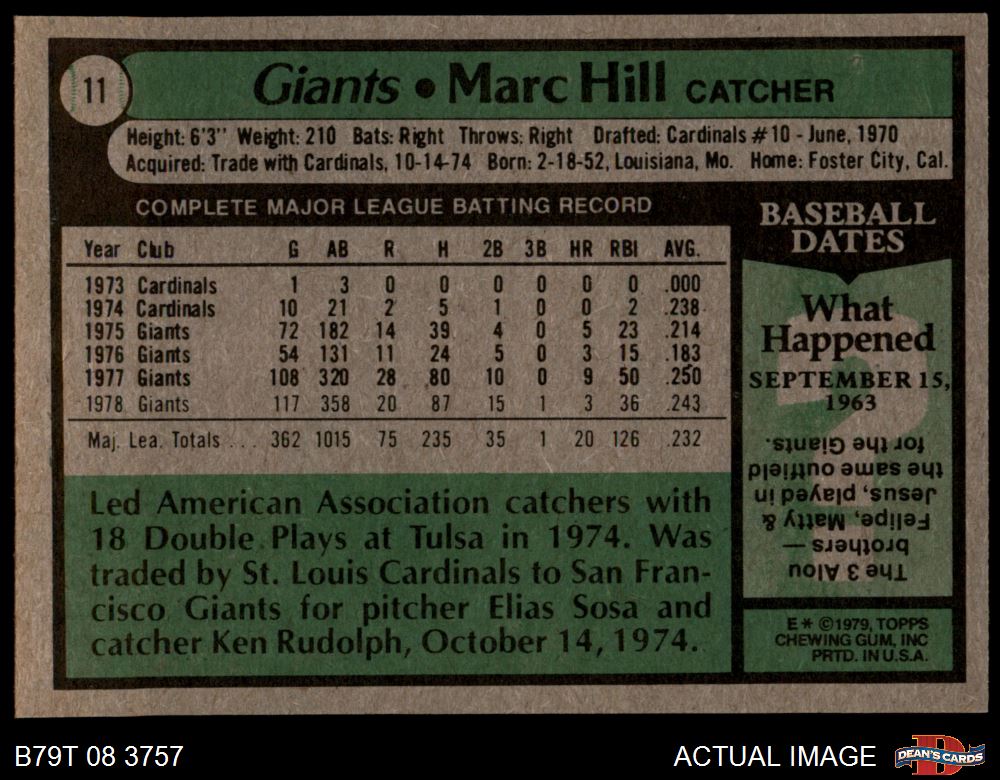 11
Giants • Marc Hill CATCHER
Height: 6'3" Weight: 210 Bats: Right Throws: Right Drafted: Cardinals #10 - June, 1970
Acquired: Trade with Cardinals, 10-14-74 Born: 2-18-52, Louisiana, Mo. Home: Foster City, Cal.
COMPLETE MAJOR LEAGUE BATTING RECORD
Year Club G AB R H 2B 3B HR RBI AVG.
1973 Cardinals 1 3 0 0 0 0 0 0 .000
1974 Cardinals 10 21 2 5 1 0 0 2 .238
1975 Giants 72 182 14 39 4 0 5 23 .214
1976 Giants 54 131 11 24 5 0 3 15 .183
1977 Giants 108 320 28 80 10 0 9 50 .250
1978 Giants 117 358 20 87 15 1 3 36 .243
Maj. Lea. Totals ... 362 1015 75 235 35 1 20 126 .232
Led American Association catchers with
18 Double Plays at Tulsa in 1974. Was
traded by St. Louis Cardinals to San Fran-
cisco Giants for pitcher Elias Sosa and
catcher Ken Rudolph, October 14, 1974.
BASEBALL
DATES
What
Happened
SEPTEMBER 15,
1963
The 3 Alou
brothers —
Felipe, Matty &
Jesus, played in
the same outfield
for the Giants.
E* ©1979, TOPPS
CHEWING GUM, INC
PRTD. IN U.S.A.
B79T 08 3757
ACTUAL IMAGE
DEAN'S CARDS